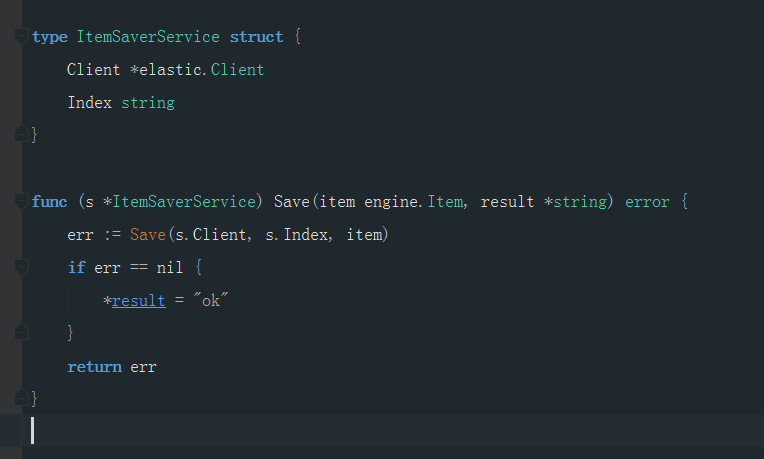 type ItemSaverService struct {
    Client *elastic.Client
    Index string
}
func (s *ItemSaverService) Save(item engine.Item, result *string) error {
    err := Save(s.Client, s.Index, item)
    if err == nil {
        *result = "ok"
    }
    return err
}